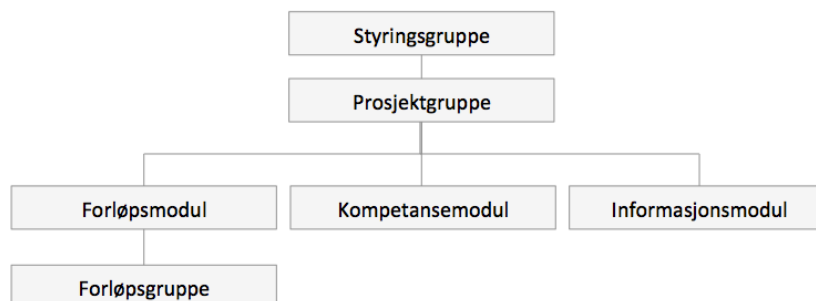 Styringsgruppe
Prosjektgruppe
Forløpsmodul
Kompetansemodul
Informasjonsmodul
Forløpsgruppe